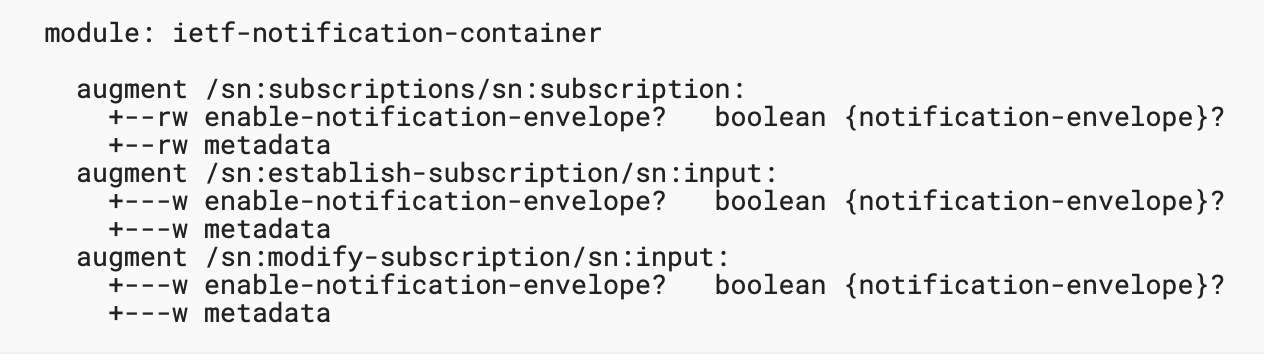 module: ietf-notification-container
augment /sn:subscriptions/sn:subscription:
+--rw enable-notification-envelope?   boolean {notification-envelope}?
+--rw metadata
augment /sn:establish-subscription/sn:input:
+---w enable-notification-envelope?   boolean {notification-envelope}?
+---w metadata
augment /sn:modify-subscription/sn:input:
+---w enable-notification-envelope?   boolean {notification-envelope}?
+---w metadata